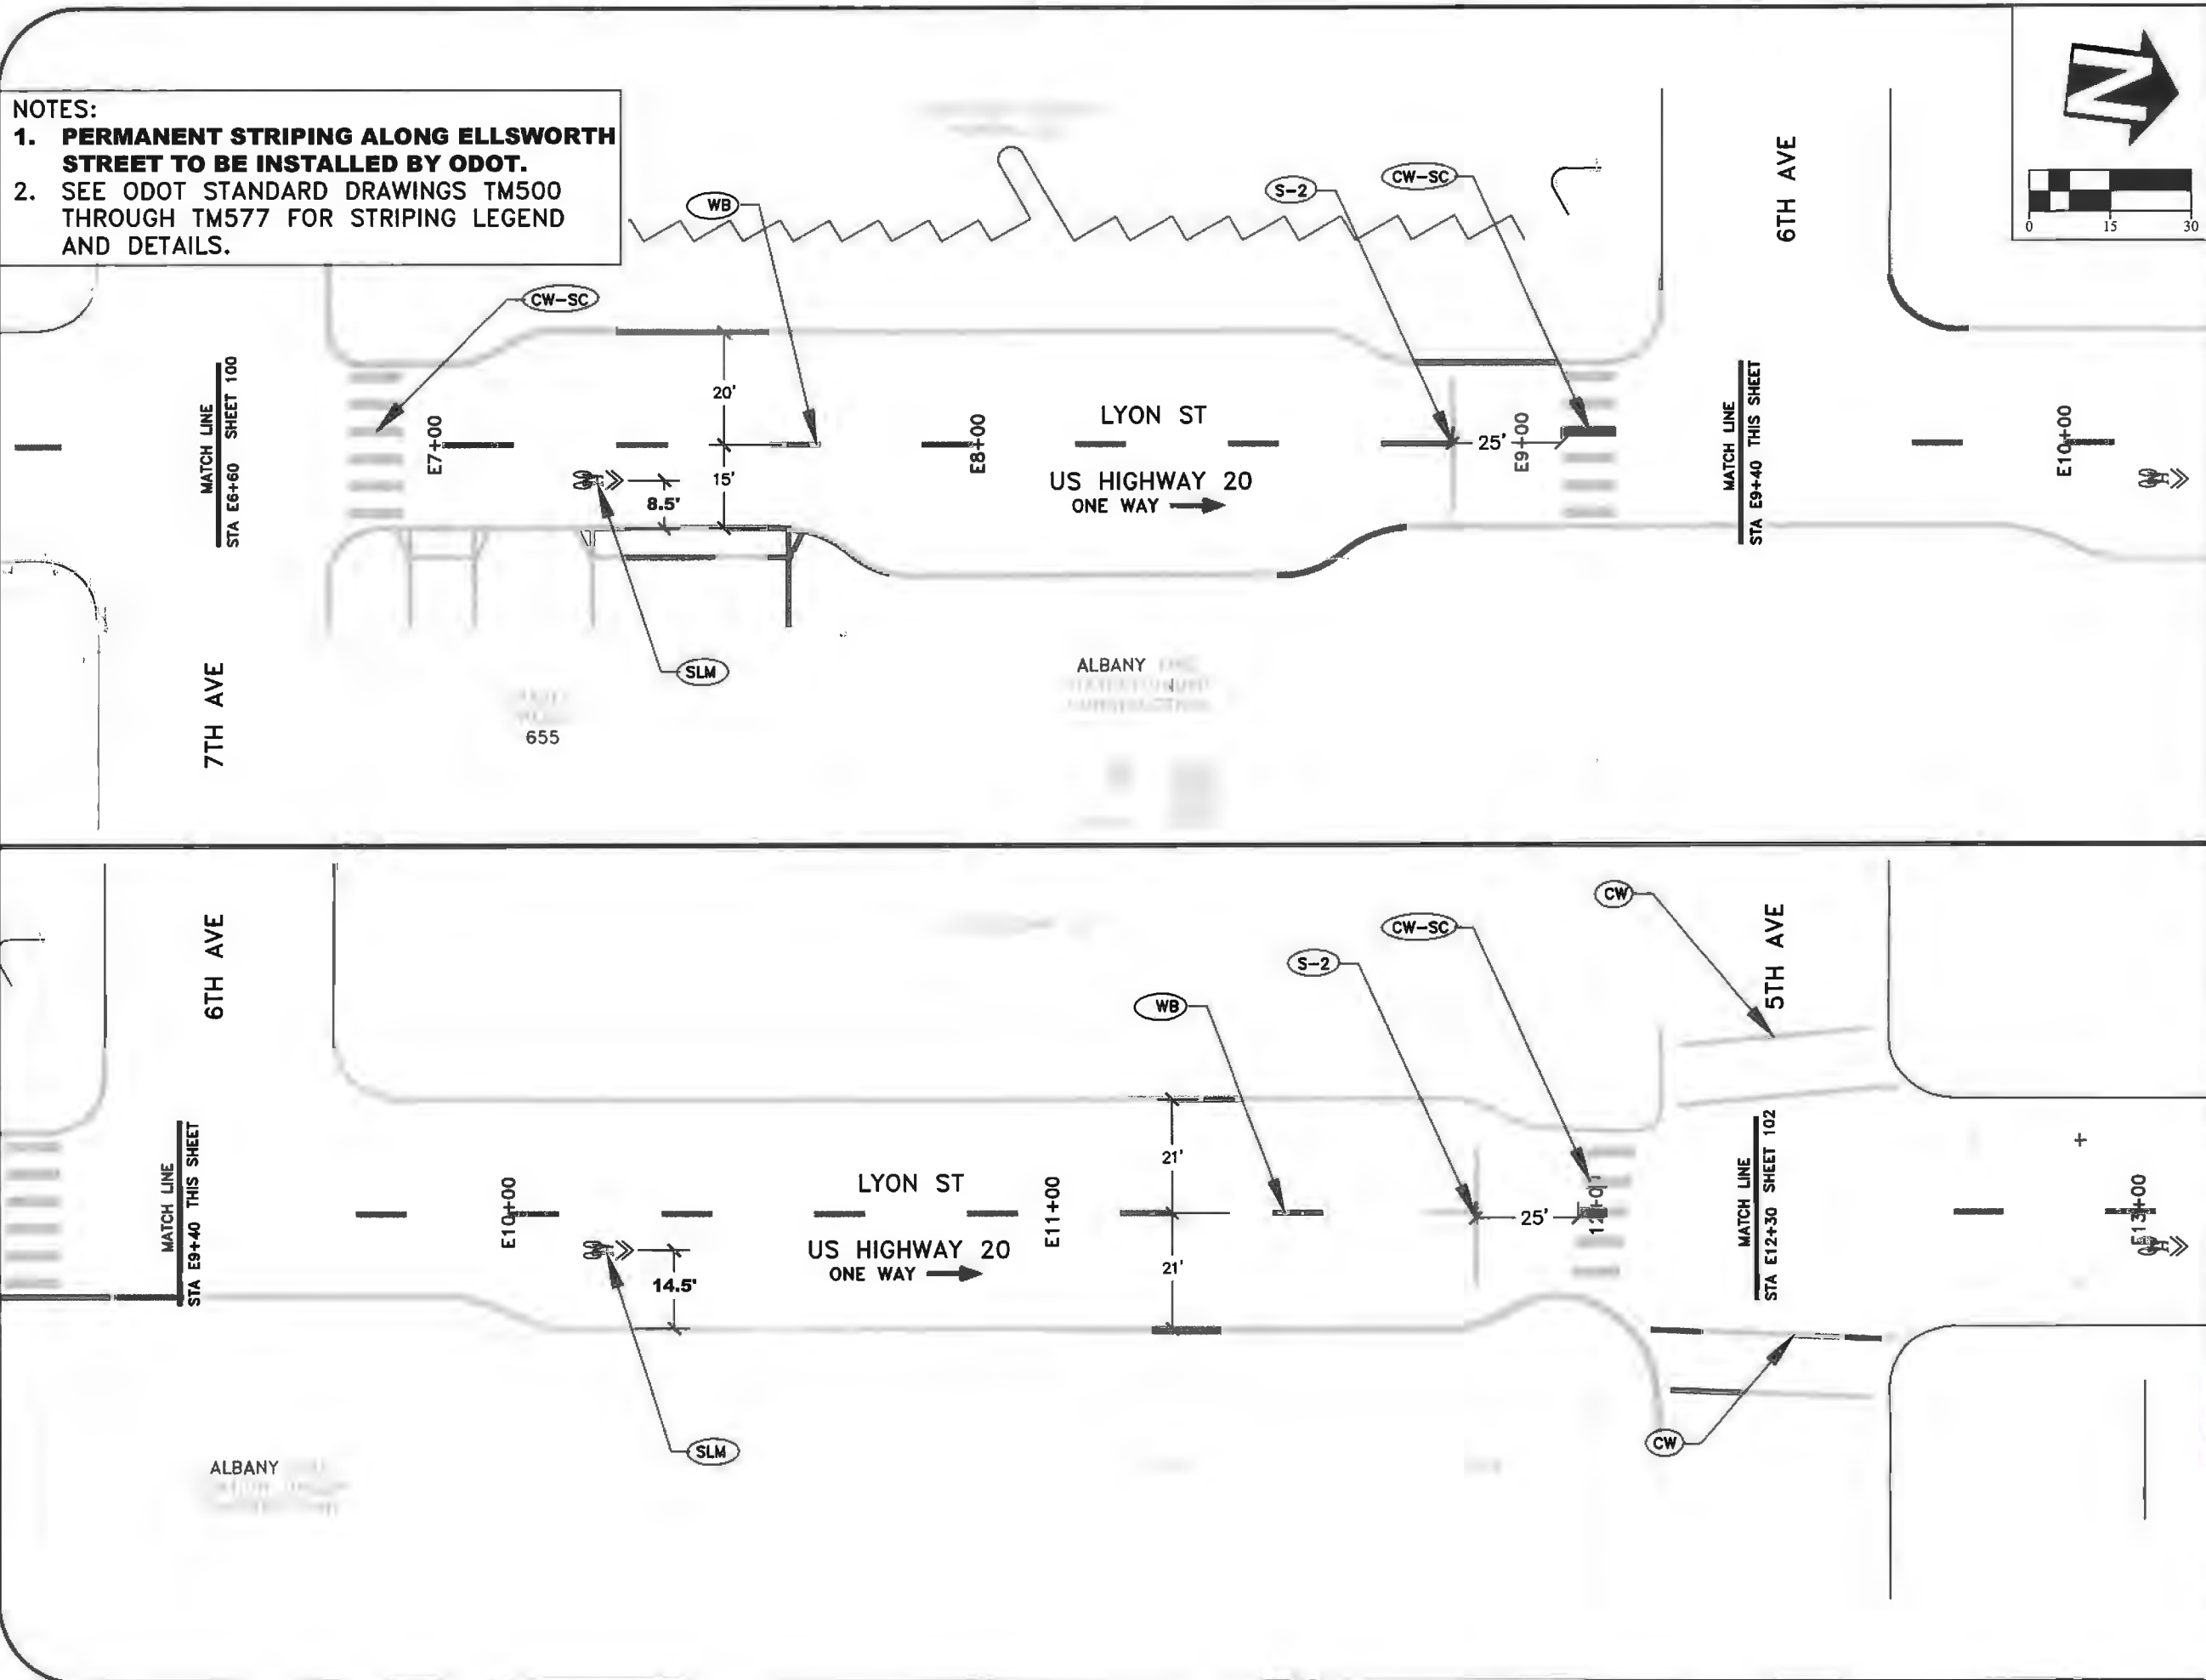 NOTES:
1. PERMANENT STRIPING ALONG ELLSWORTH
STREET TO BE INSTALLED BY ODOT.
2. SEE ODOT STANDARD DRAWINGS TM500
THROUGH TM577 FOR STRIPING LEGEND
AND DETAILS.
N
0 15 30
WB
S-2
CW-SC
6TH AVE
CW-SC
MATCH LINE
STA E6+60 SHEET 100
E7+00
20'
15'
8.5'
E8+00
LYON ST
US HIGHWAY 20
ONE WAY
25'
E9+00
MATCH LINE
STA E9+40 THIS SHEET
E10+00
SLM
7TH AVE
655
ALBANY
6TH AVE
CW
CW-SC
S-2
WB
5TH AVE
MATCH LINE
STA E9+40 THIS SHEET
E10+00
14.5'
LYON ST
US HIGHWAY 20
ONE WAY
E11+00
21'
21'
25'
MATCH LINE
STA E12+30 SHEET 102
E13+00
SLM
CW
ALBANY